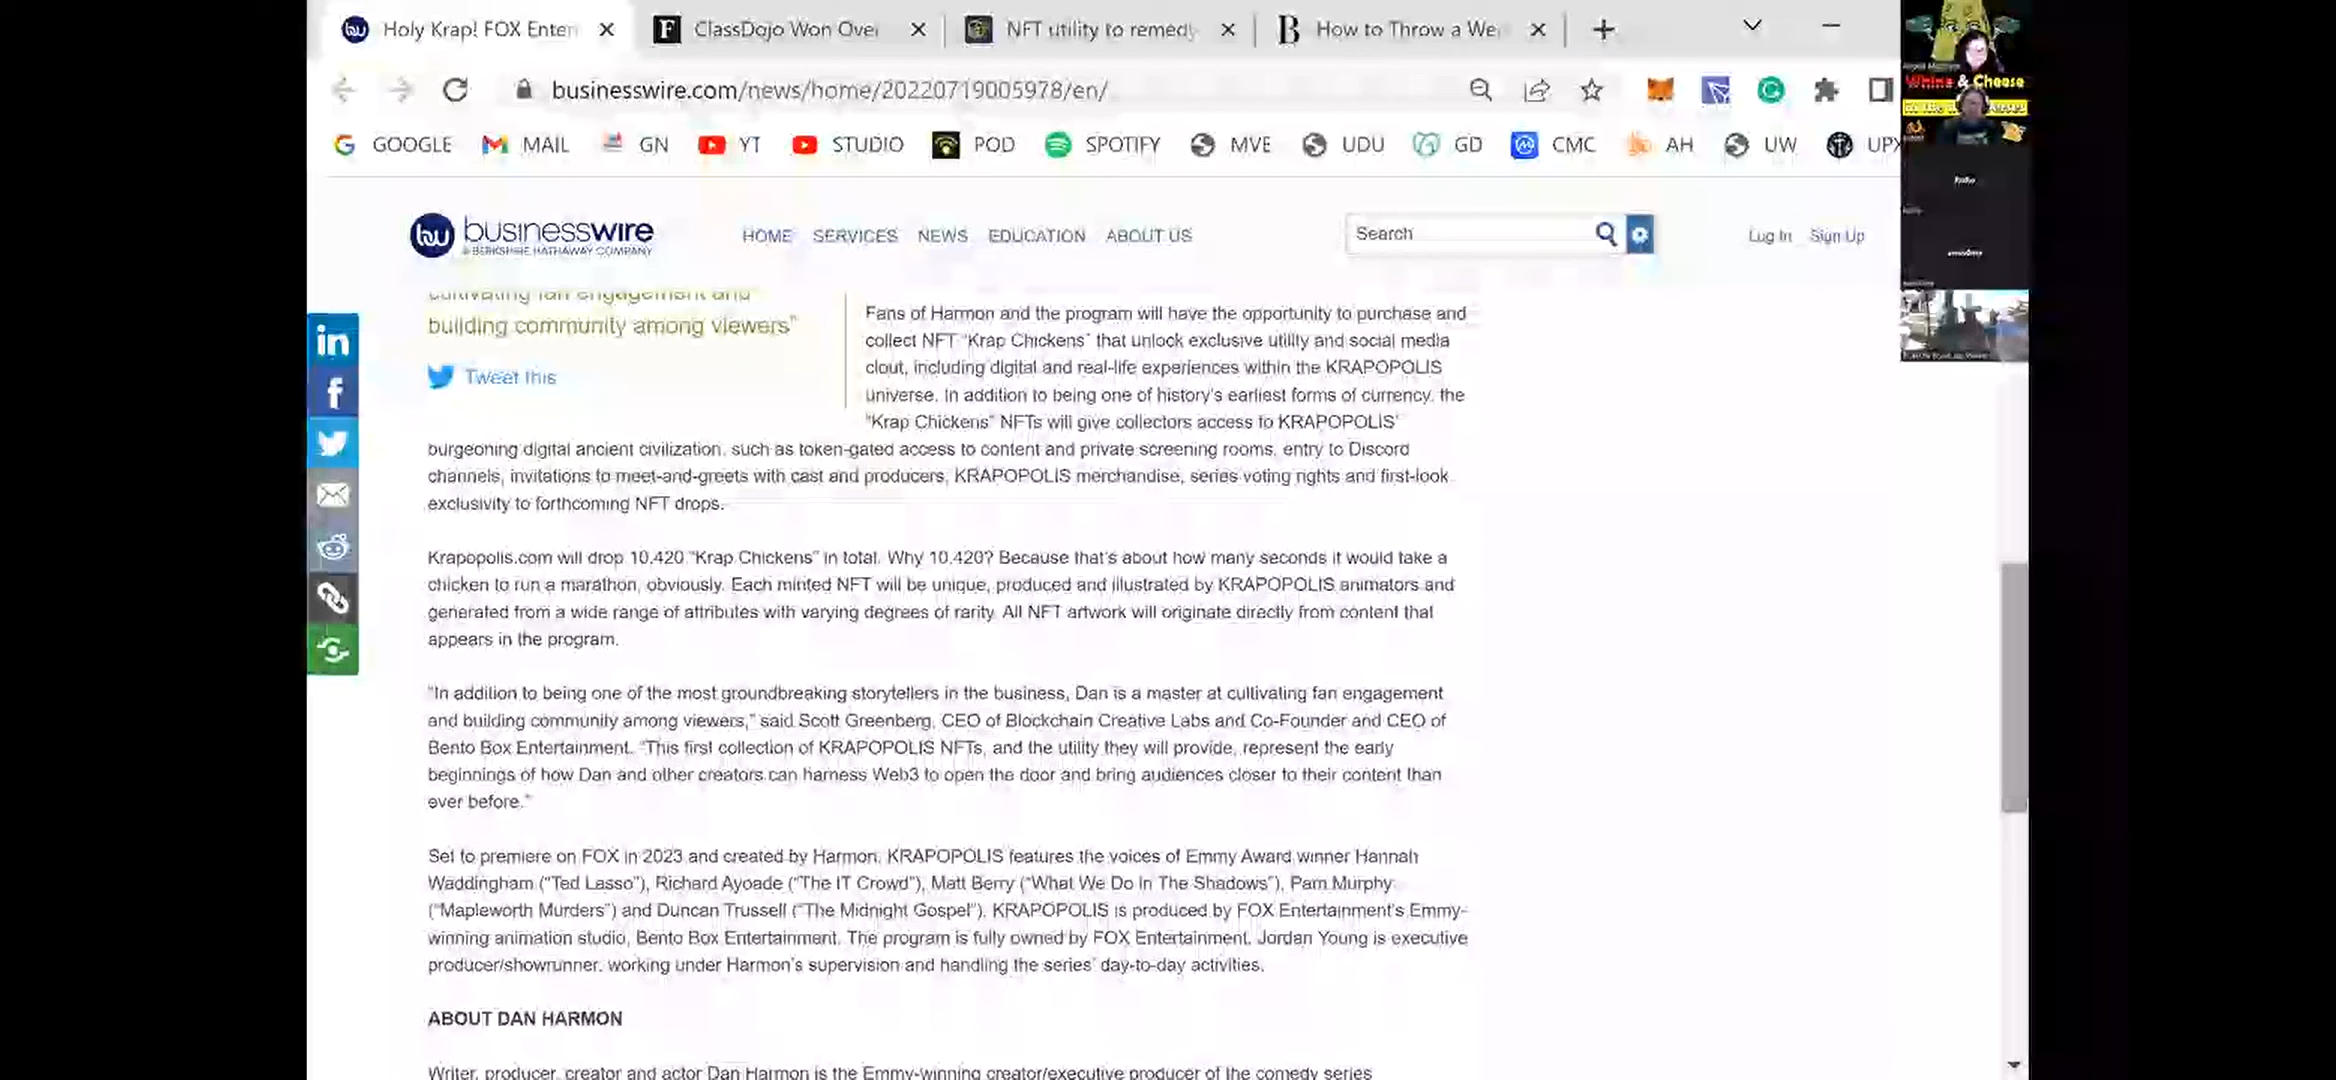 Holy Krap! FOX Enter
ClassDojo Won Over
NFT utility to remedy
How to Throw a We
businesswire.com/news/home/20220719005978/en/
GOOGLE MAIL GN YT STUDIO POD SPOTIFY MVE UDU GD CMC AH UW UPX
Whine & Cheese
businesswire
A BERKSHIRE HATHAWAY COMPANY
HOME SERVICES NEWS EDUCATION ABOUT US
Search
Log In Sign Up
cultivating fan engagement and
building community among viewers"
Tweet this
Fans of Harmon and the program will have the opportunity to purchase and
collect NFT "Krap Chickens" that unlock exclusive utility and social media
clout, including digital and real-life experiences within the KRAPOPOLIS
universe. In addition to being one of history's earliest forms of currency, the
"Krap Chickens" NFTs will give collectors access to KRAPOPOLIS'
burgeoning digital ancient civilization, such as token-gated access to content and private screening rooms, entry to Discord
channels, invitations to meet-and-greets with cast and producers, KRAPOPOLIS merchandise, series voting rights and first-look
exclusivity to forthcoming NFT drops.
Krapopolis.com will drop 10,420 "Krap Chickens" in total. Why 10,420? Because that's about how many seconds it would take a
chicken to run a marathon, obviously. Each minted NFT will be unique, produced and illustrated by KRAPOPOLIS animators and
generated from a wide range of attributes with varying degrees of rarity. All NFT artwork will originate directly from content that
appears in the program.
"In addition to being one of the most groundbreaking storytellers in the business, Dan is a master at cultivating fan engagement
and building community among viewers," said Scott Greenberg, CEO of Blockchain Creative Labs and Co-Founder and CEO of
Bento Box Entertainment. "This first collection of KRAPOPOLIS NFTs, and the utility they will provide, represent the early
beginnings of how Dan and other creators can harness Web3 to open the door and bring audiences closer to their content than
ever before."
Set to premiere on FOX in 2023 and created by Harmon, KRAPOPOLIS features the voices of Emmy Award winner Hannah
Waddingham ("Ted Lasso"), Richard Ayoade ("The IT Crowd"), Matt Berry ("What We Do In The Shadows"), Pam Murphy
("Mapleworth Murders") and Duncan Trussell ("The Midnight Gospel"). KRAPOPOLIS is produced by FOX Entertainment's Emmy-
winning animation studio, Bento Box Entertainment. The program is fully owned by FOX Entertainment. Jordan Young is executive
producer/showrunner, working under Harmon's supervision and handling the series' day-to-day activities.
ABOUT DAN HARMON
Writer, producer, creator and actor Dan Harmon is the Emmy-winning creator/executive producer of the comedy series